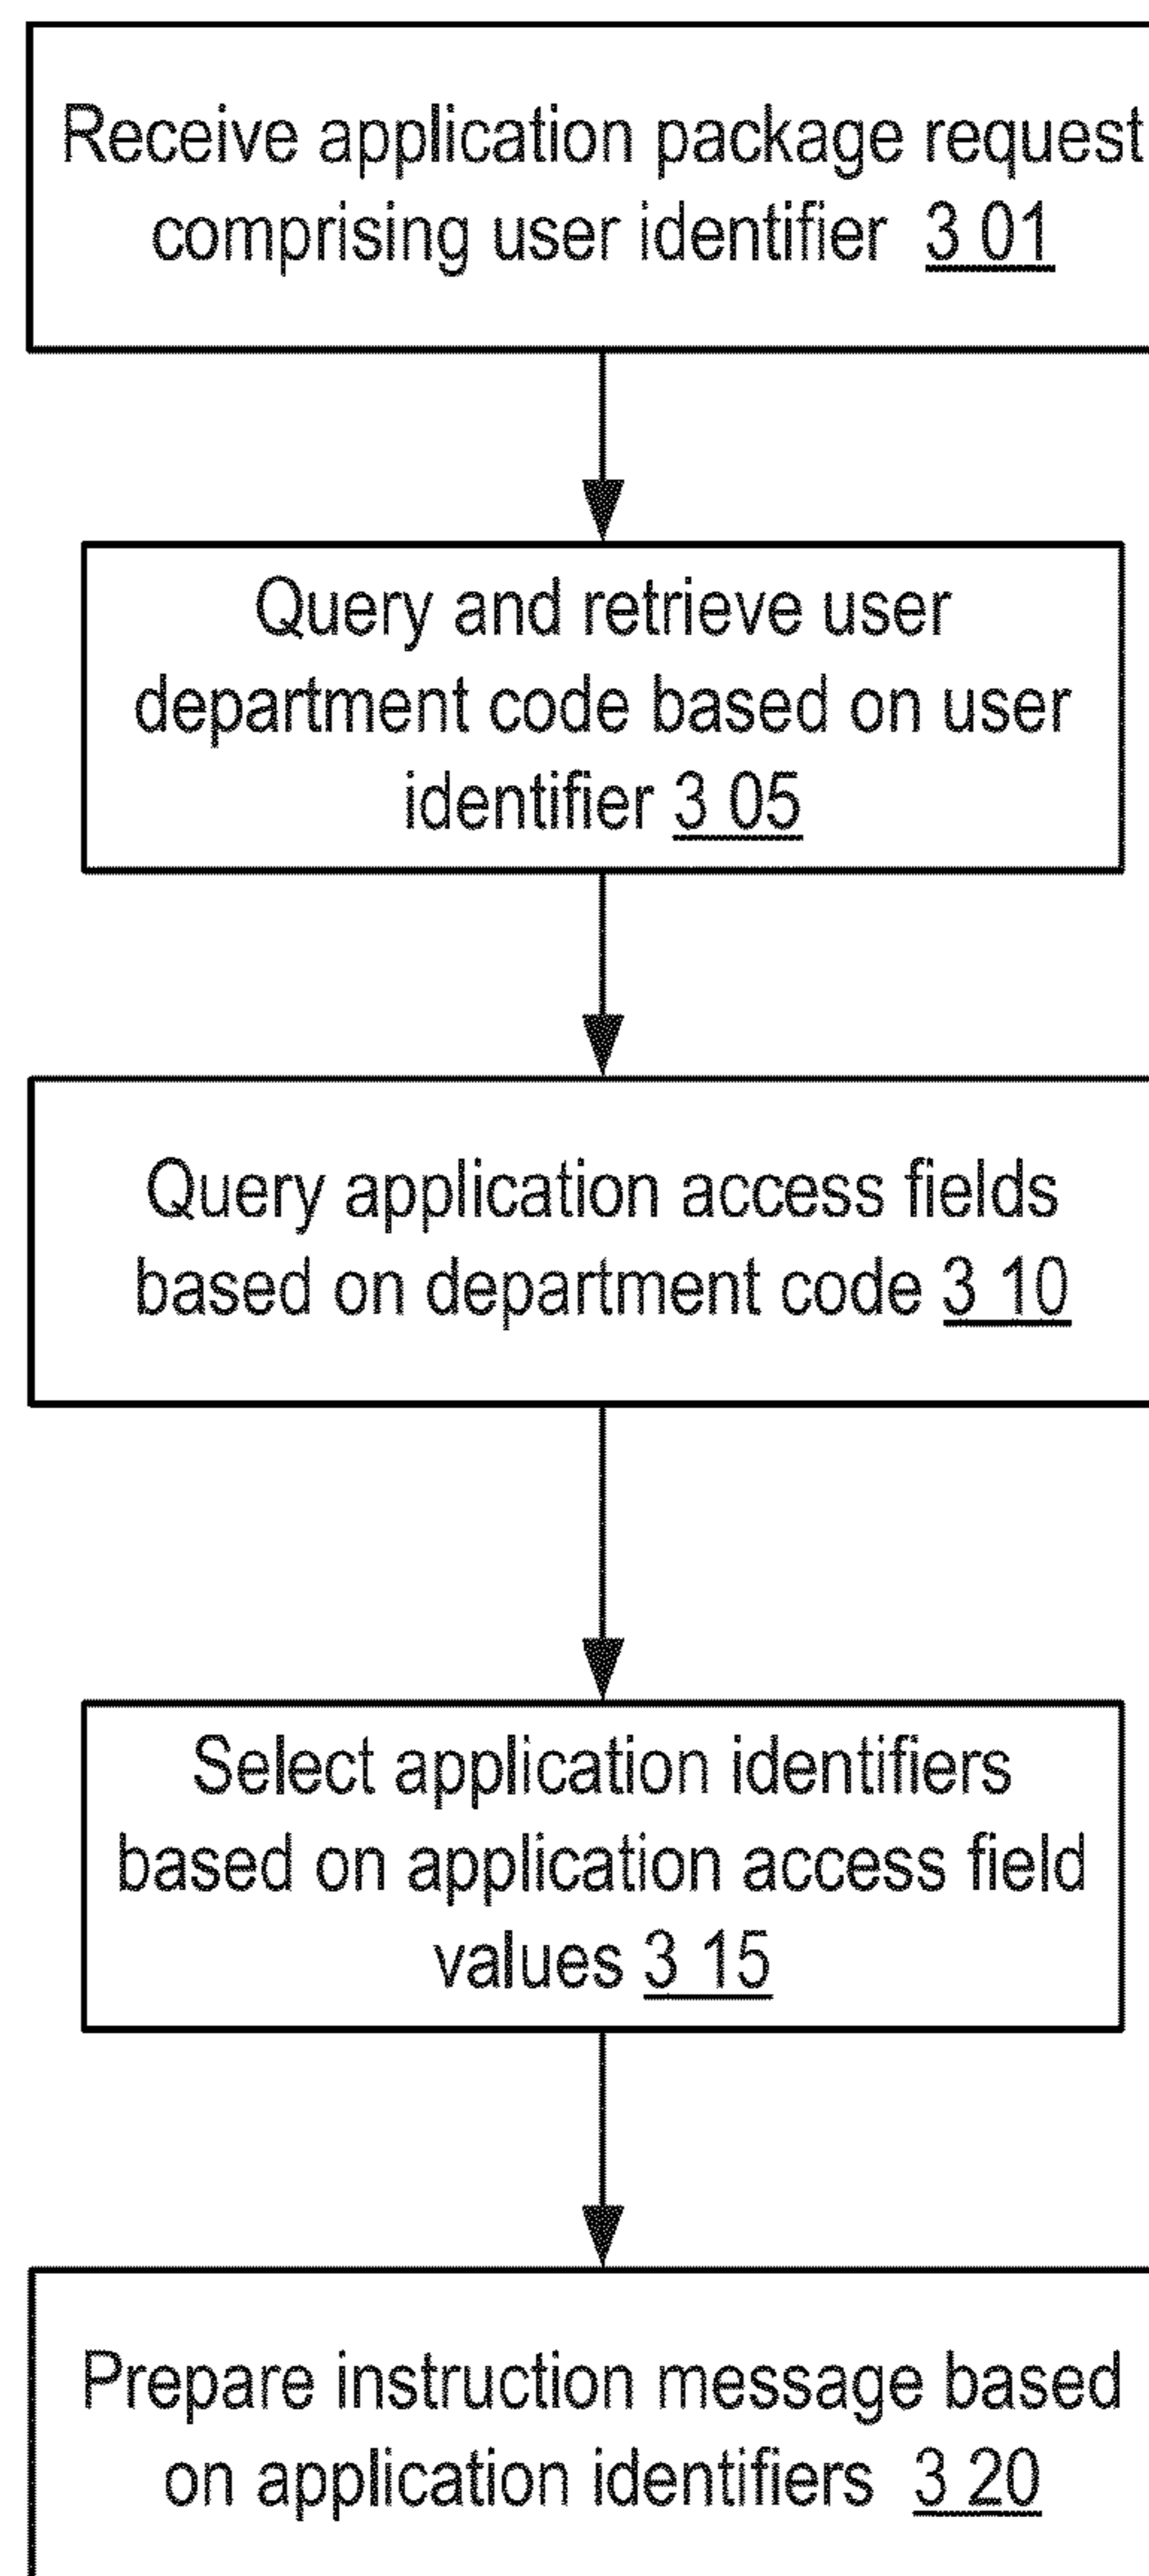 Receive application package request
comprising user identifier 3 01
Query and retrieve user
department code based on user
identifier 3 05
Query application access fields
based on department code 3 10
Select application identifiers
based on application access field
values 3 15
Prepare instruction message based
on application identifiers 3 20